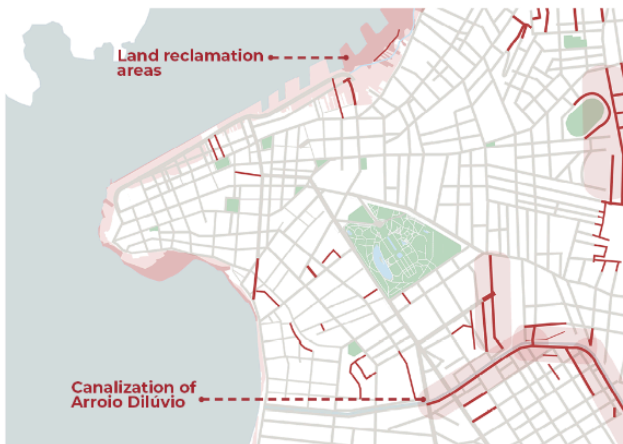 Land reclamation
areas
Canalization of
Arroio Dilúvio